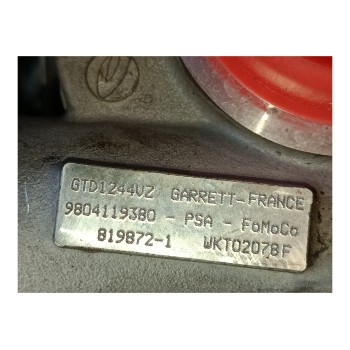 GTD1244VZ GARRETT-FRANCE
9804119380 - PSA - FoMoCo
819872-1 WKT02078F